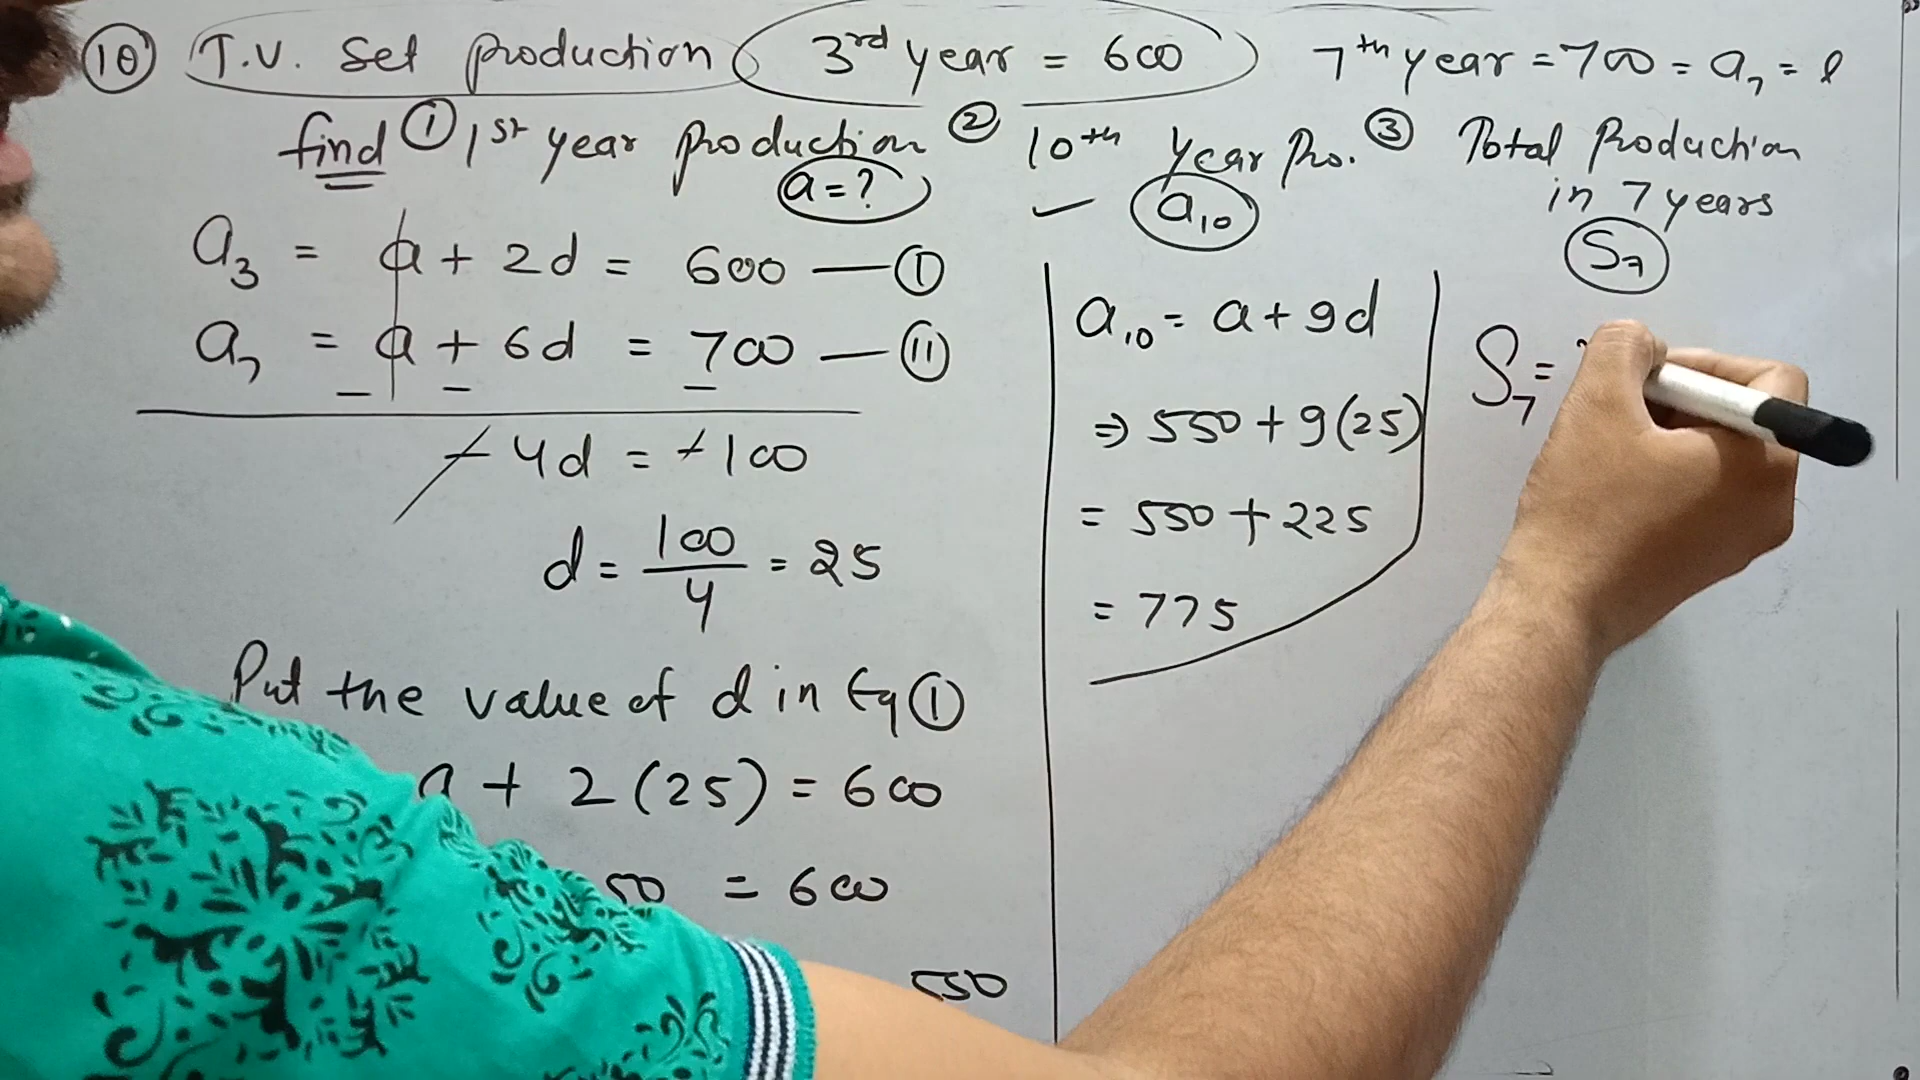 10 T.V. Set production 3rd year = 600 7th year = 700 = a7 = l
find ① 1st year production ② 10th year Pro. ③ Total Production
in 7 years
a = ? a10 S7
a3 = a + 2d = 600 — Ⓘ
a7 = a + 6d = 700 — ⑪
- - -
- 4d = -100
d = 100/4 = 25
Put the value of d in Eq ①
a + 2 (25) = 600
50 = 600
550
a10 = a + 9d
⇒ 550 + 9(25)
= 550 + 225
= 775
S7 =